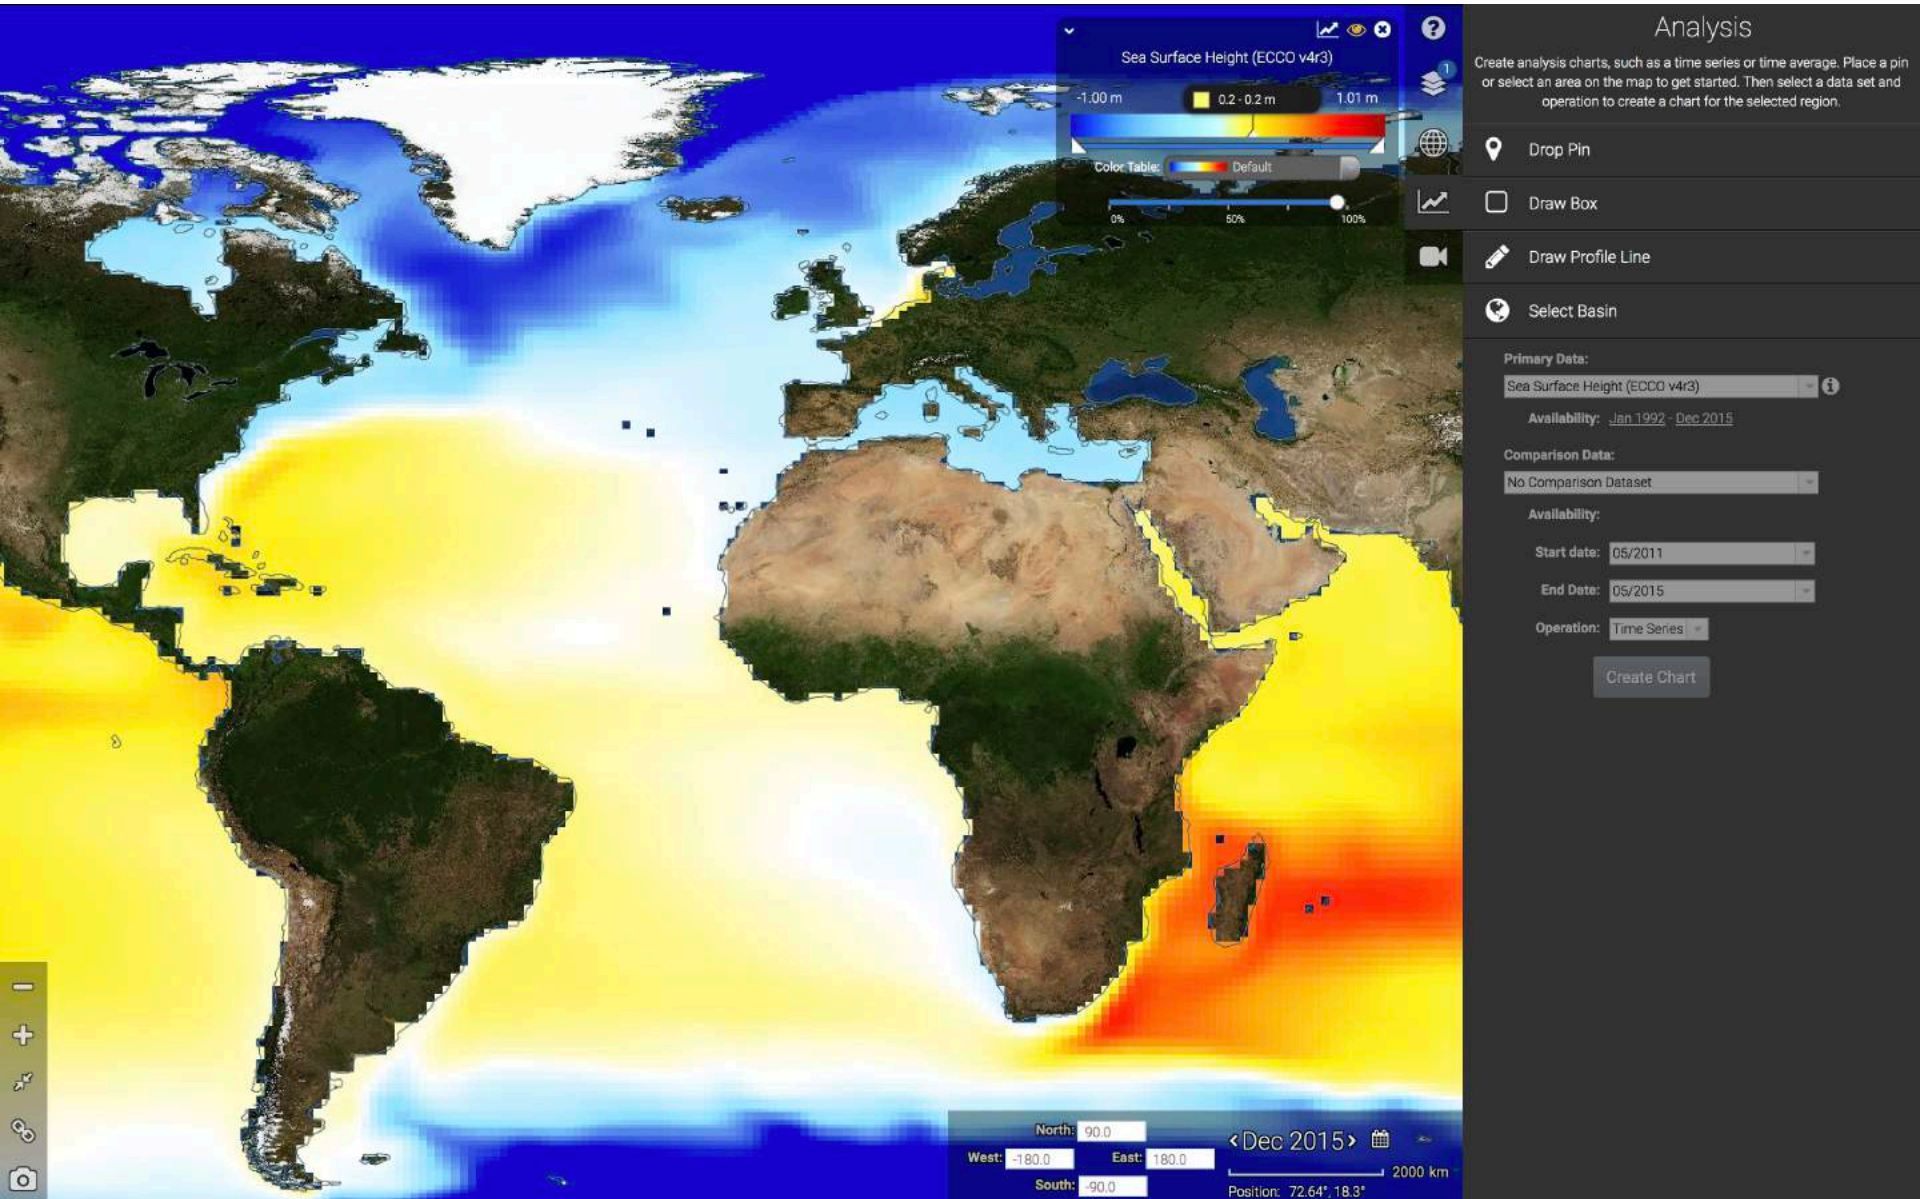 Sea Surface Height (ECCO v4r3)
-1.00 m
0.2 - 0.2 m
1.01 m
Color Table:
Default
0%
50%
100%
1
North: 90.0
West: -180.0
East: 180.0
South: -90.0
‹Dec 2015›
2000 km
Position: 72.64°, 18.3°
Analysis
Create analysis charts, such as a time series or time average. Place a pin
or select an area on the map to get started. Then select a data set and
operation to create a chart for the selected region.
Drop Pin
Draw Box
Draw Profile Line
Select Basin
Primary Data:
Sea Surface Height (ECCO v4r3)
Availability: Jan 1992 - Dec 2015
Comparison Data:
No Comparison Dataset
Availability:
Start date: 05/2011
End Date: 05/2015
Operation: Time Series
Create Chart